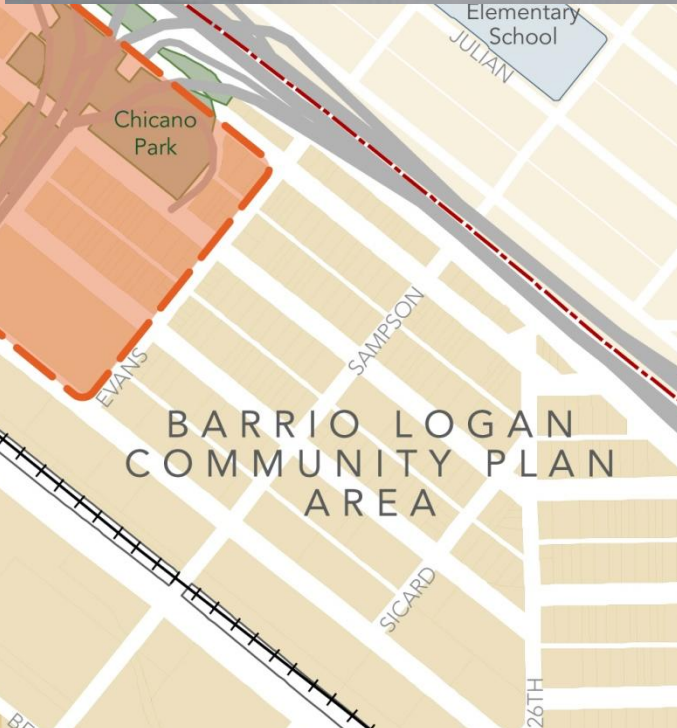 Elementary
School
JULIAN
Chicano
Park
SAMPSON
EVANS
BARRIO LOGAN
COMMUNITY PLAN
AREA
SICARD
26TH